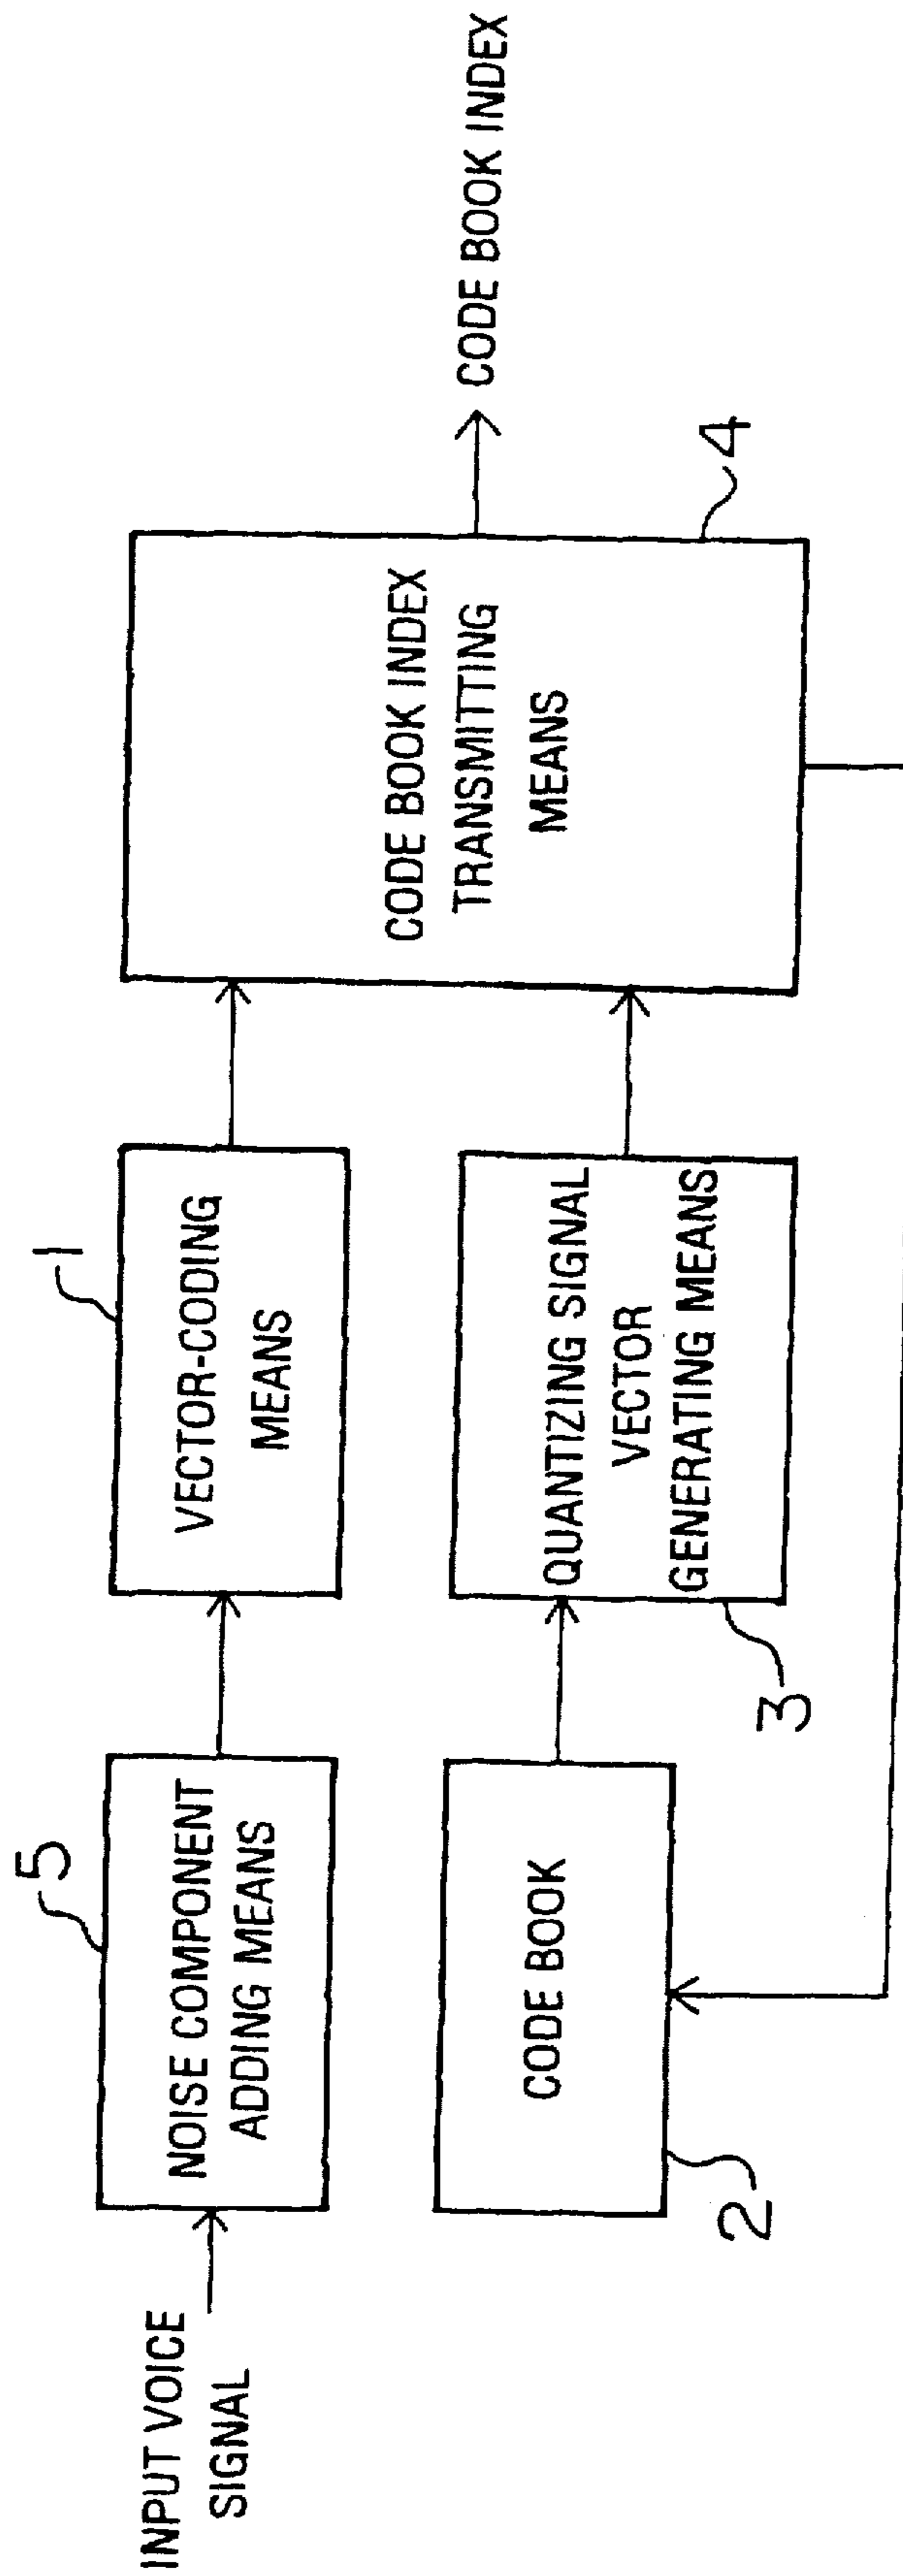 INPUT VOICE
SIGNAL
5
NOISE COMPONENT
ADDING MEANS
1
VECTOR-CODING
MEANS
CODE BOOK
2
QUANTIZING SIGNAL
VECTOR
GENERATING MEANS
3
CODE BOOK INDEX
TRANSMITTING
MEANS
4
CODE BOOK INDEX